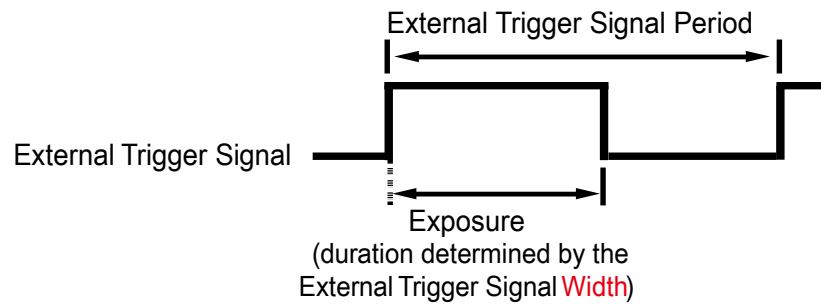 External Trigger Signal Period
External Trigger Signal
Exposure
(duration determined by the
External Trigger Signal Width)